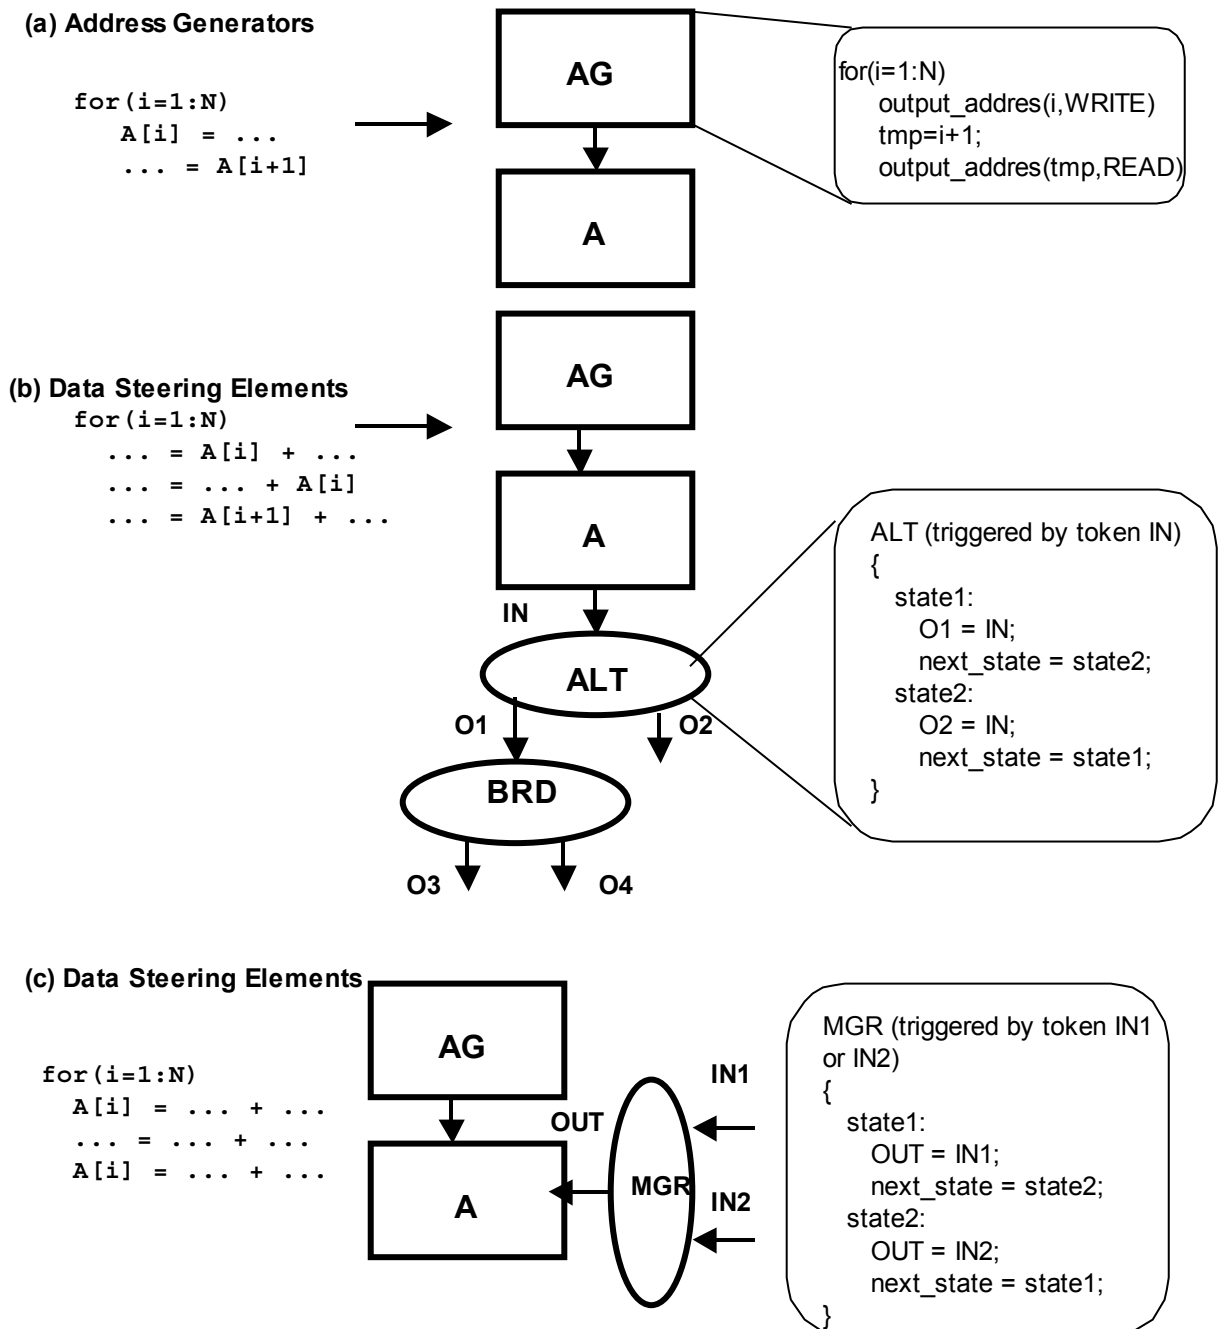 (a) Address Generators
for(i=1:N)
A[i] = ...
... = A[i+1]
AG
A
for(i=1:N)
output_addres(i,WRITE)
tmp=i+1;
output_addres(tmp,READ)
(b) Data Steering Elements
for(i=1:N)
... = A[i] + ...
... = ... + A[i]
... = A[i+1] + ...
AG
A
IN
ALT
O1
O2
BRD
O3
O4
ALT (triggered by token IN)
{
state1:
O1 = IN;
next_state = state2;
state2:
O2 = IN;
next_state = state1;
}
(c) Data Steering Elements
for(i=1:N)
A[i] = ... + ...
... = ... + ...
A[i] = ... + ...
AG
A
OUT
MGR
IN1
IN2
MGR (triggered by token IN1
or IN2)
{
state1:
OUT = IN1;
next_state = state2;
state2:
OUT = IN2;
next_state = state1;
}